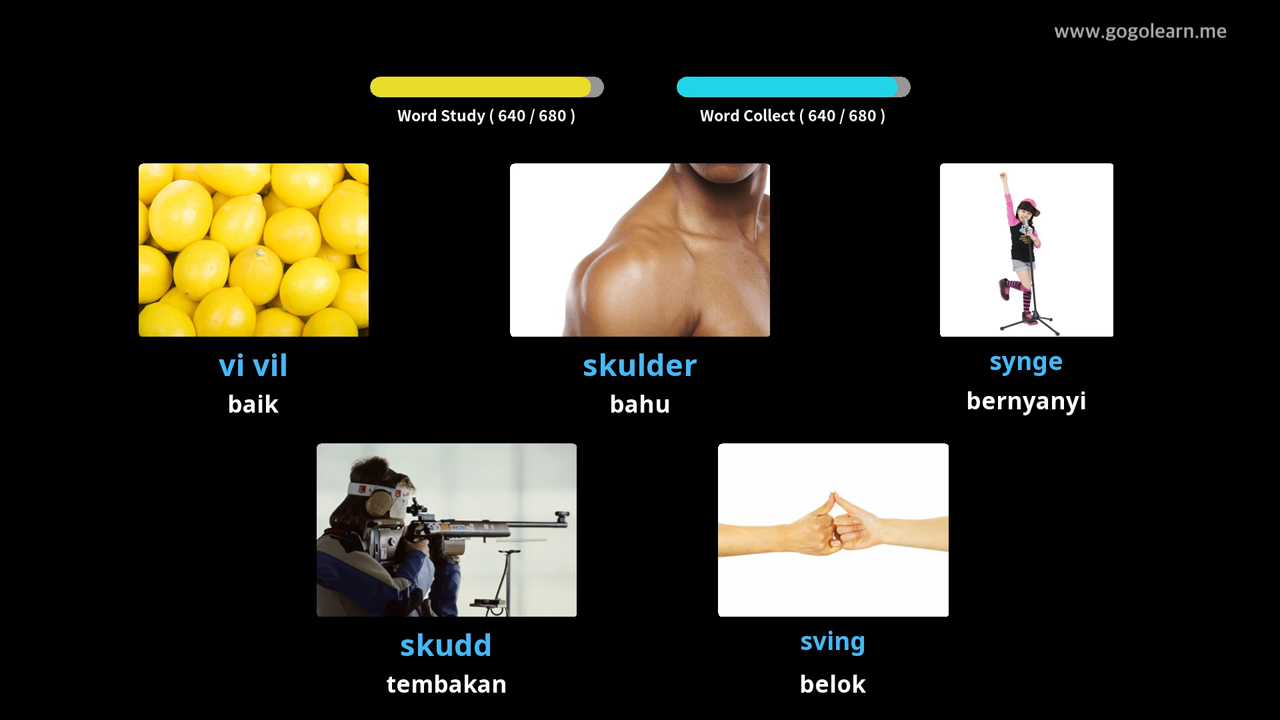 www.gogolearn.me
Word Study ( 640 / 680 )
Word Collect ( 640 / 680 )
vi vil
baik
skulder
bahu
synge
bernyanyi
skudd
tembakan
sving
belok